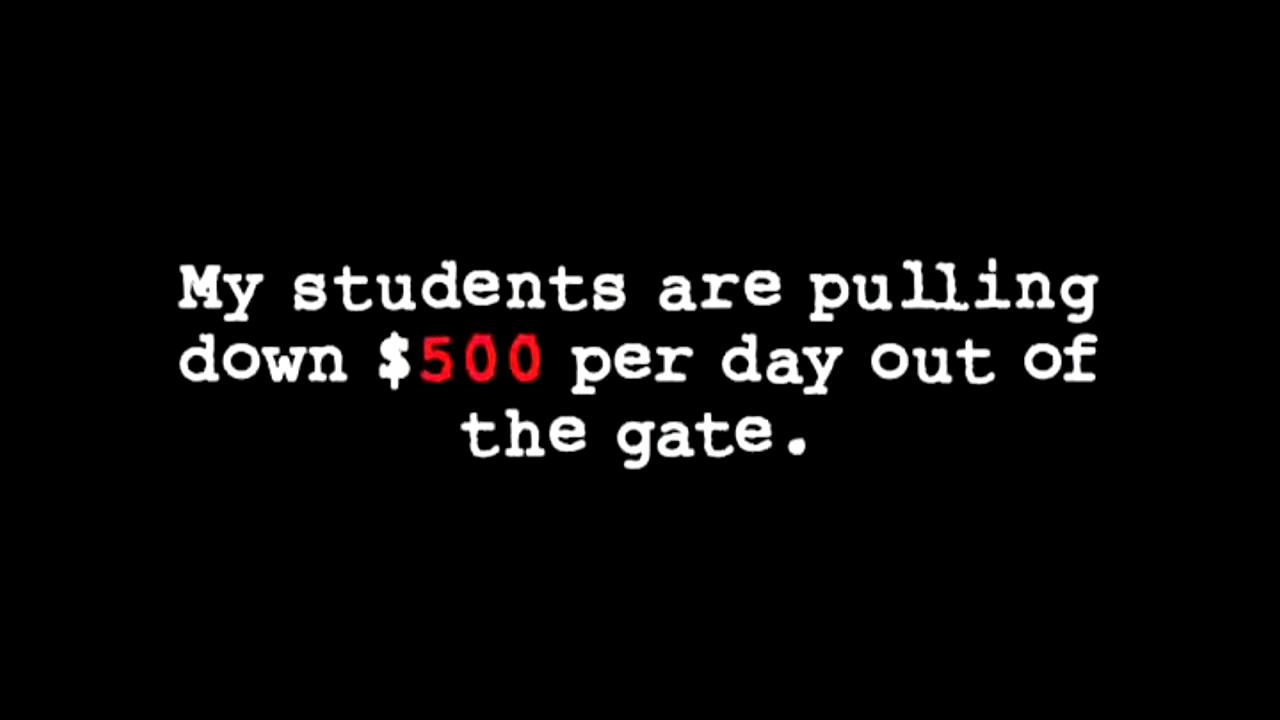 My students are pulling
down $500 per day out of
the gate.